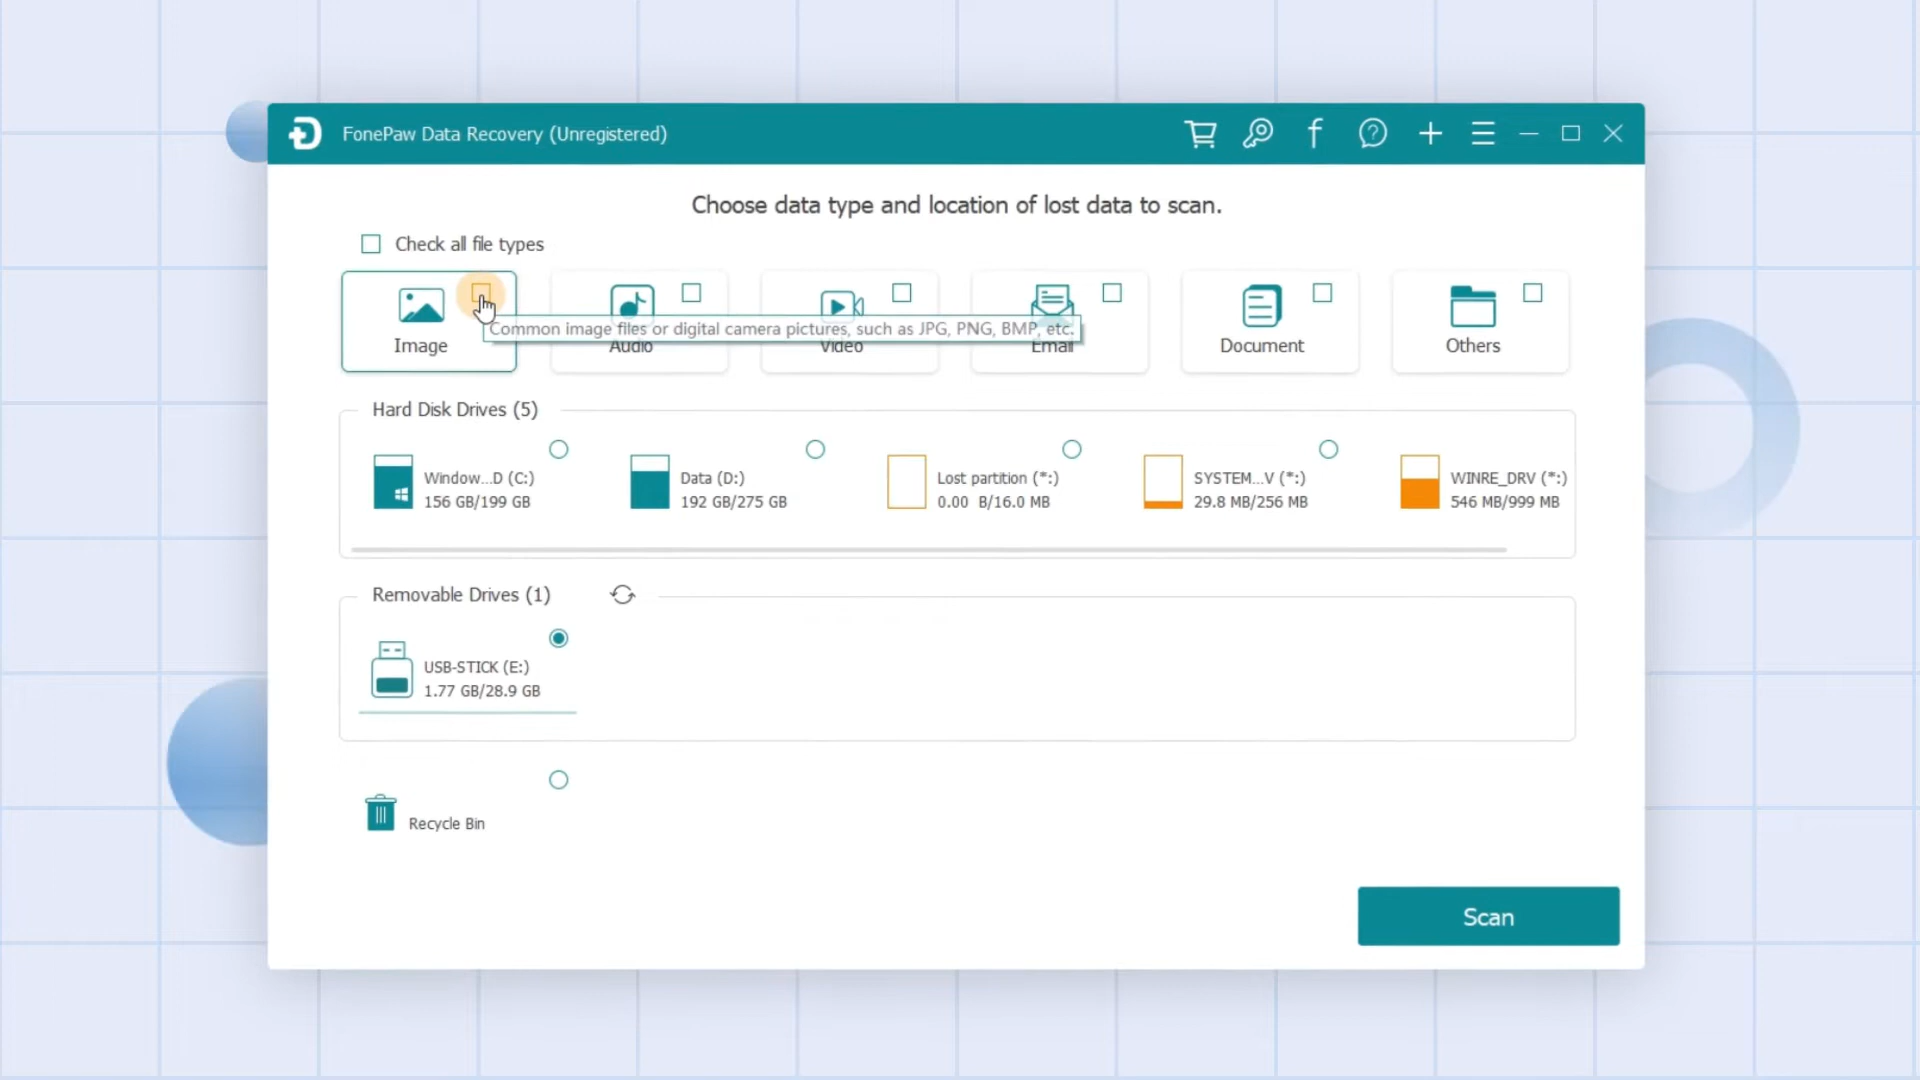 FonePaw Data Recovery (Unregistered)
Choose data type and location of lost data to scan.
Check all file types
Common image files or digital camera pictures, such as JPG, PNG, BMP, etc.
Image
Audio
Video
Email
Document
Others
Hard Disk Drives (5)
Window...D (C:)
156 GB/199 GB
Data (D:)
192 GB/275 GB
Lost partition (*:)
0.00 B/16.0 MB
SYSTEM...V (*:)
29.8 MB/256 MB
WINRE_DRV (*:)
546 MB/999 MB
Removable Drives (1)
USB-STICK (E:)
1.77 GB/28.9 GB
Recycle Bin
Scan